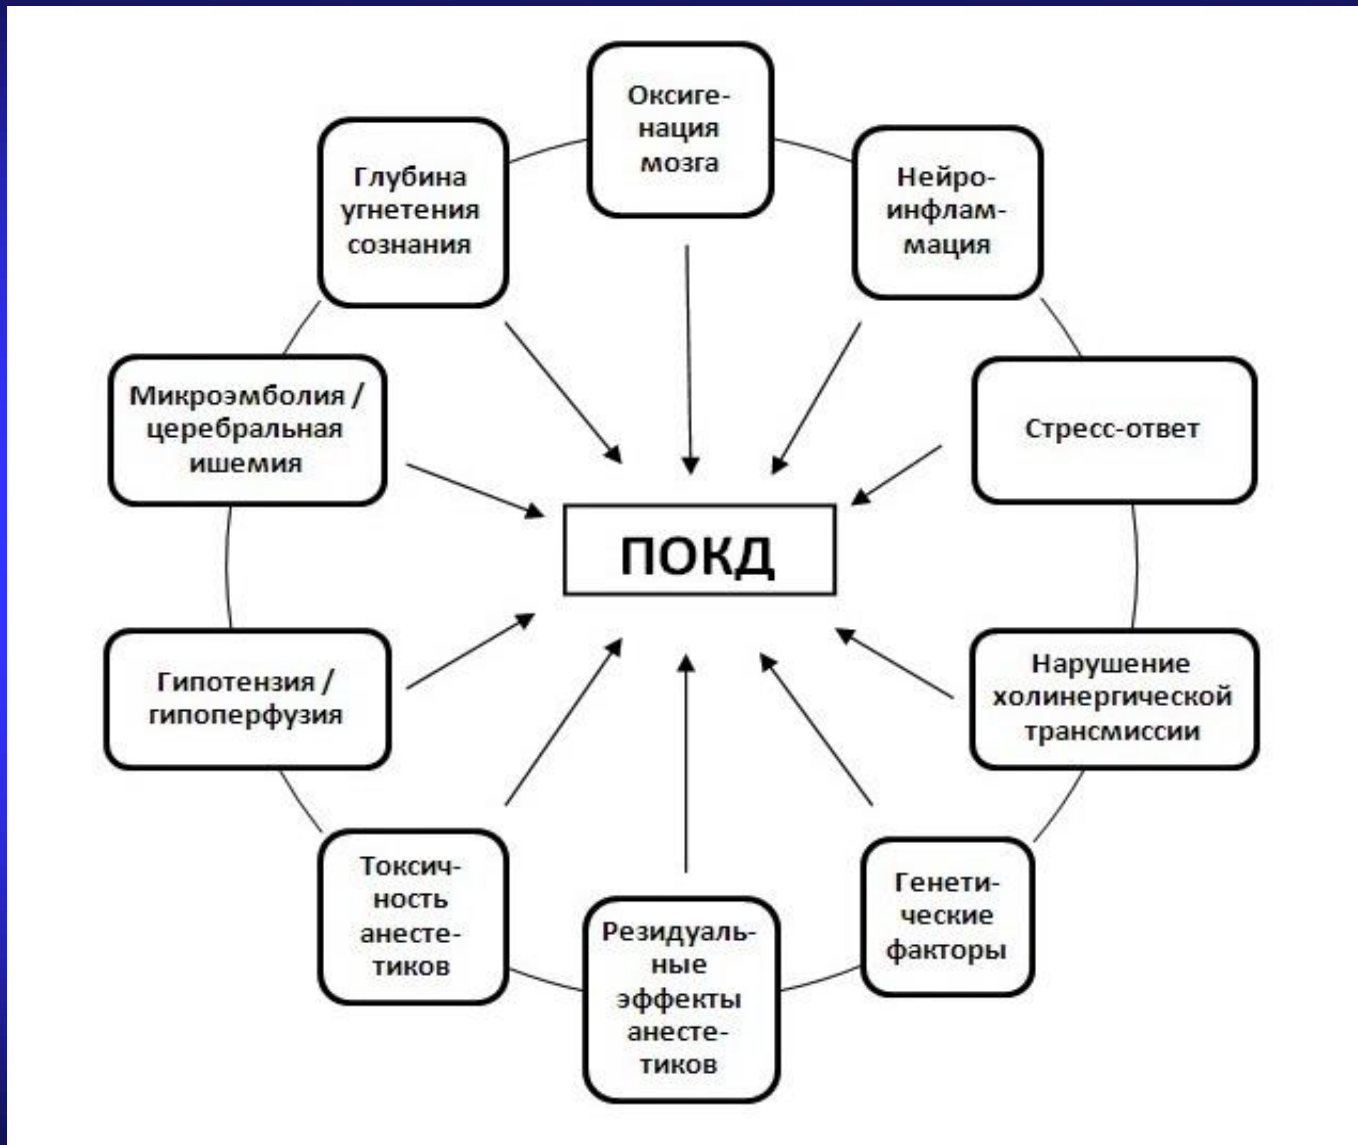 Оксиге-
нация
мозга
Нейро-
инфлам-
мация
Стресс-ответ
Нарушение
холинергической
трансмиссии
Генети-
ческие
факторы
Резидуаль-
ные
эффекты
анесте-
тиков
Токсич-
ность
анесте-
тиков
Гипотензия /
гипоперфузия
Микроэмболия /
церебральная
ишемия
Глубина
угнетения
сознания
ПОКД